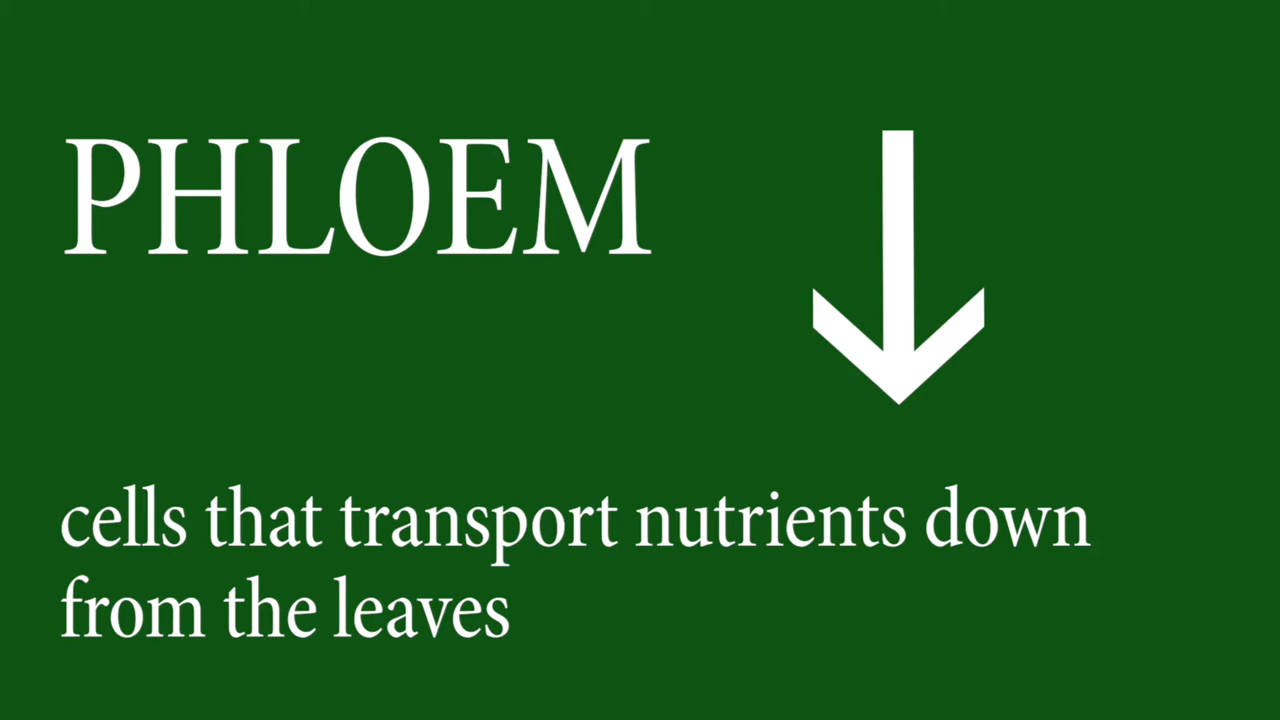 PHLOEM
cells that transport nutrients down
from the leaves